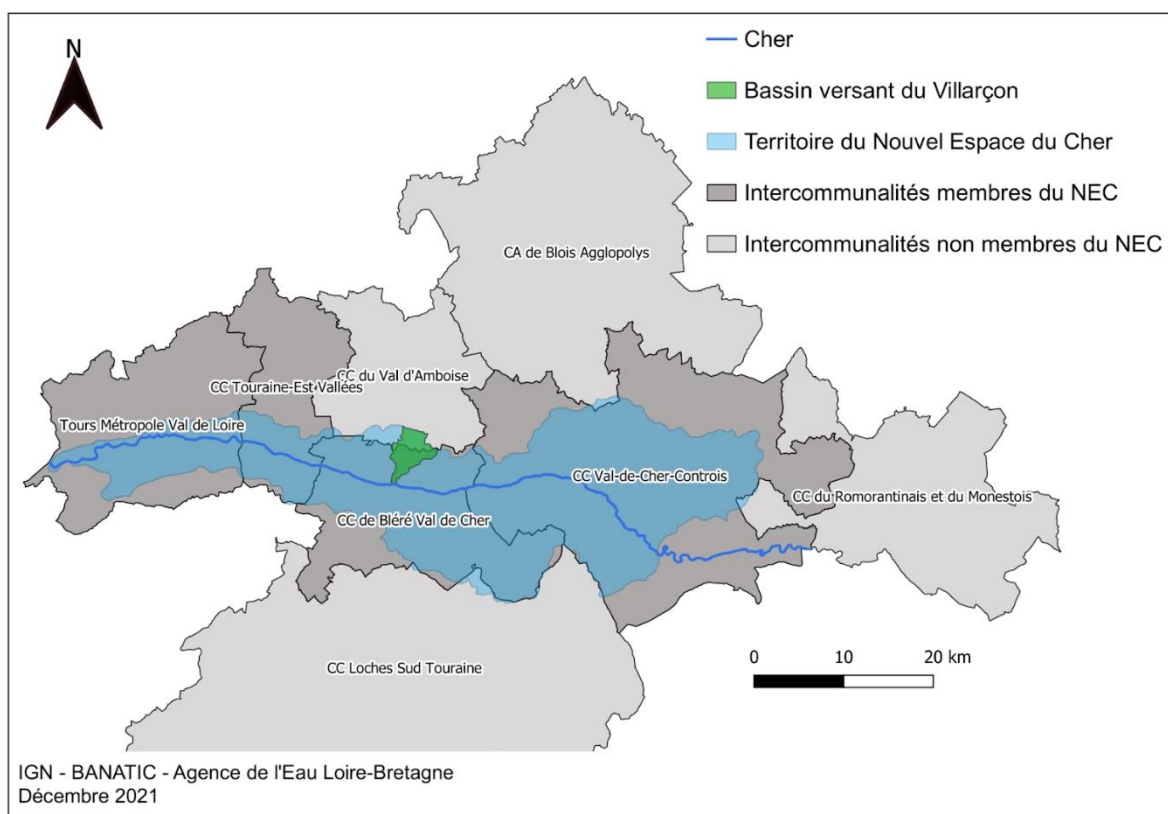 N
Cher
Bassin versant du Villarçon
Territoire du Nouvel Espace du Cher
Intercommunalités membres du NEC
Intercommunalités non membres du NEC
CA de Blois Agglopolys
CC du Val d'Amboise
CC Touraine-Est Vallées
Tours Métropole Val de Loire
CC Val-de-Cher-Controis
CC du Romorantinais et du Monestois
CC de Bléré Val de Cher
CC Loches Sud Touraine
0 10 20 km
IGN - BANATIC - Agence de l'Eau Loire-Bretagne
Décembre 2021